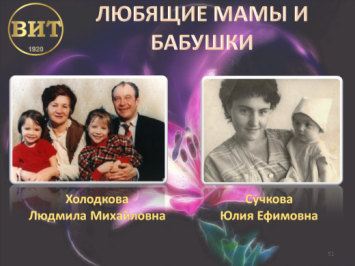 ЛЮБЯЩИЕ МАМЫ И
БАБУШКИ
ВИТ
1920
Холодкова
Людмила Михайловна
Сучкова
Юлия Ефимовна